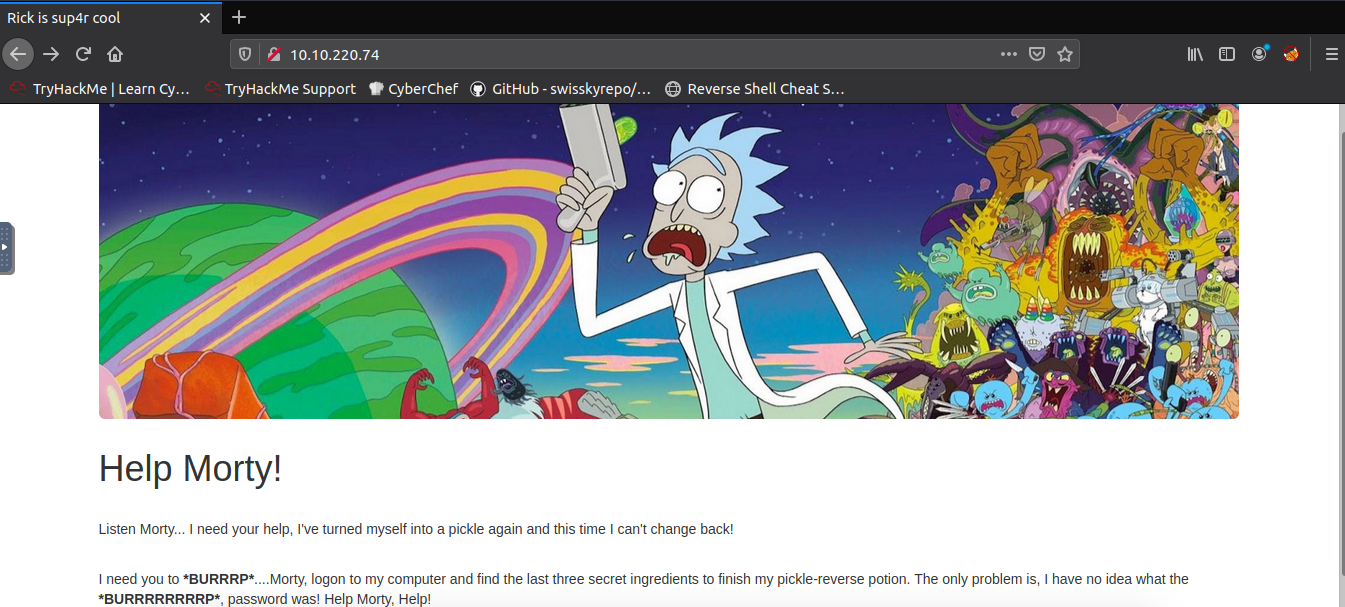 Rick is sup4r cool
10.10.220.74
TryHackMe | Learn Cy… TryHackMe Support CyberChef GitHub - swisskyrepo/… Reverse Shell Cheat S…
Help Morty!
Listen Morty... I need your help, I've turned myself into a pickle again and this time I can't change back!
I need you to *BURRRP*....Morty, logon to my computer and find the last three secret ingredients to finish my pickle-reverse potion. The only problem is, I have no idea what the
*BURRRRRRRRP*, password was! Help Morty, Help!